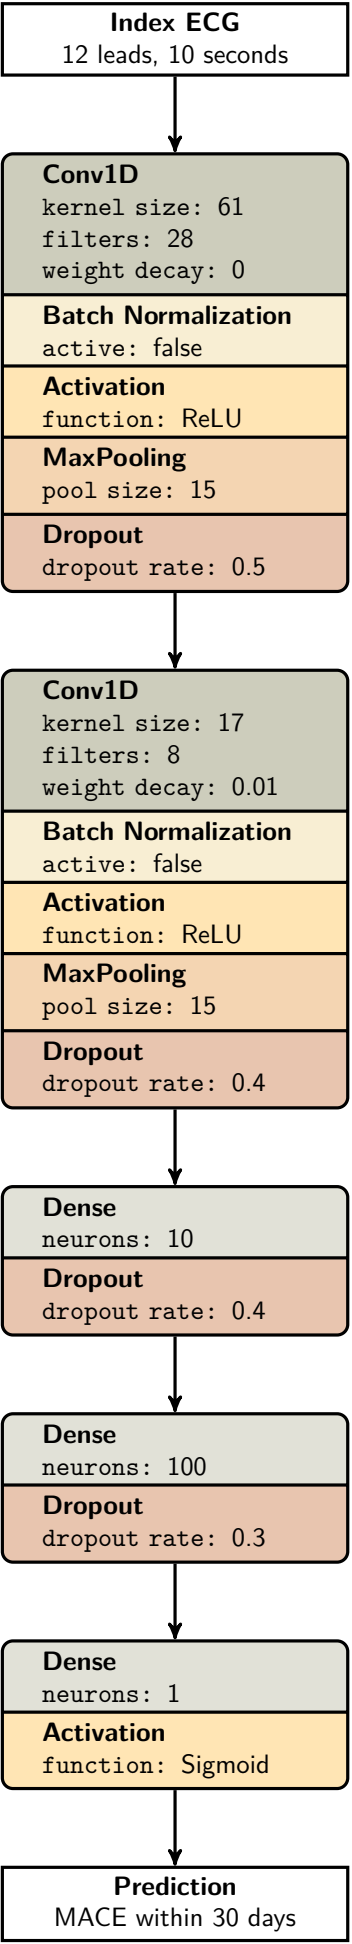 Index ECG
12 leads, 10 seconds
Conv1D
kernel size: 61
filters: 28
weight decay: 0
Batch Normalization
active: false
Activation
function: ReLU
MaxPooling
pool size: 15
Dropout
dropout rate: 0.5
Conv1D
kernel size: 17
filters: 8
weight decay: 0.01
Batch Normalization
active: false
Activation
function: ReLU
MaxPooling
pool size: 15
Dropout
dropout rate: 0.4
Dense
neurons: 10
Dropout
dropout rate: 0.4
Dense
neurons: 100
Dropout
dropout rate: 0.3
Dense
neurons: 1
Activation
function: Sigmoid
Prediction
MACE within 30 days